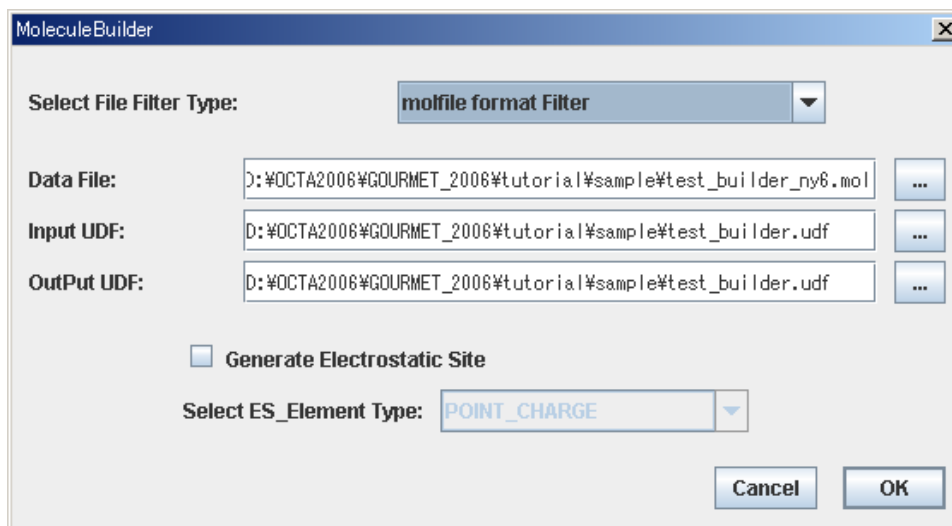 MoleculeBuilder
Select File Filter Type: molfile format Filter
Data File: D:¥OCTA2006¥GOURMET_2006¥tutorial¥sample¥test_builder_ny6.mol ...
Input UDF: D:¥OCTA2006¥GOURMET_2006¥tutorial¥sample¥test_builder.udf ...
OutPut UDF: D:¥OCTA2006¥GOURMET_2006¥tutorial¥sample¥test_builder.udf ...
Generate Electrostatic Site
Select ES_Element Type: POINT_CHARGE
Cancel OK